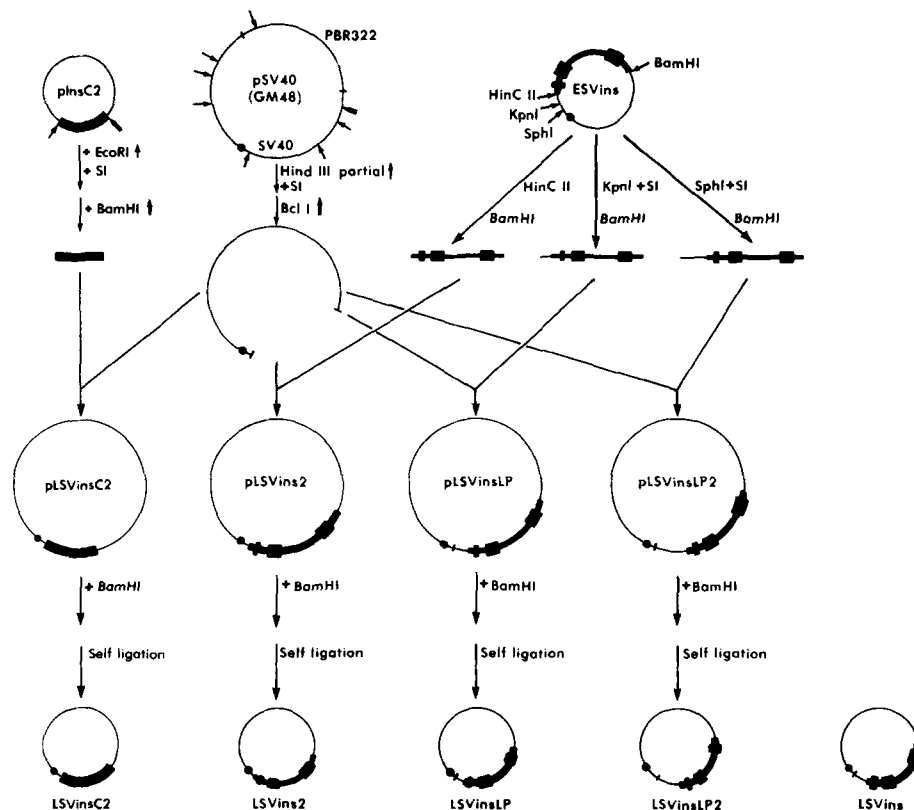 PBR322
pInsC2
pSV40
(GM48)
SV40
ESVins
BamHI
HinC II
KpnI
SphI
+ EcoRI
+ SI
+ BamHI
Hind III partial
+SI
Bcl I
HinC II
BamHI
KpnI +SI
BamHI
SphI+SI
BamHI
pLSVinsC2
pLSVins2
pLSVinsLP
pLSVinsLP2
+ BamHI
+ BamHI
+ BamHI
+ BamHI
Self ligation
Self ligation
Self ligation
Self ligation
LSVinsC2
LSVins2
LSVinsLP
LSVinsLP2
LSVins